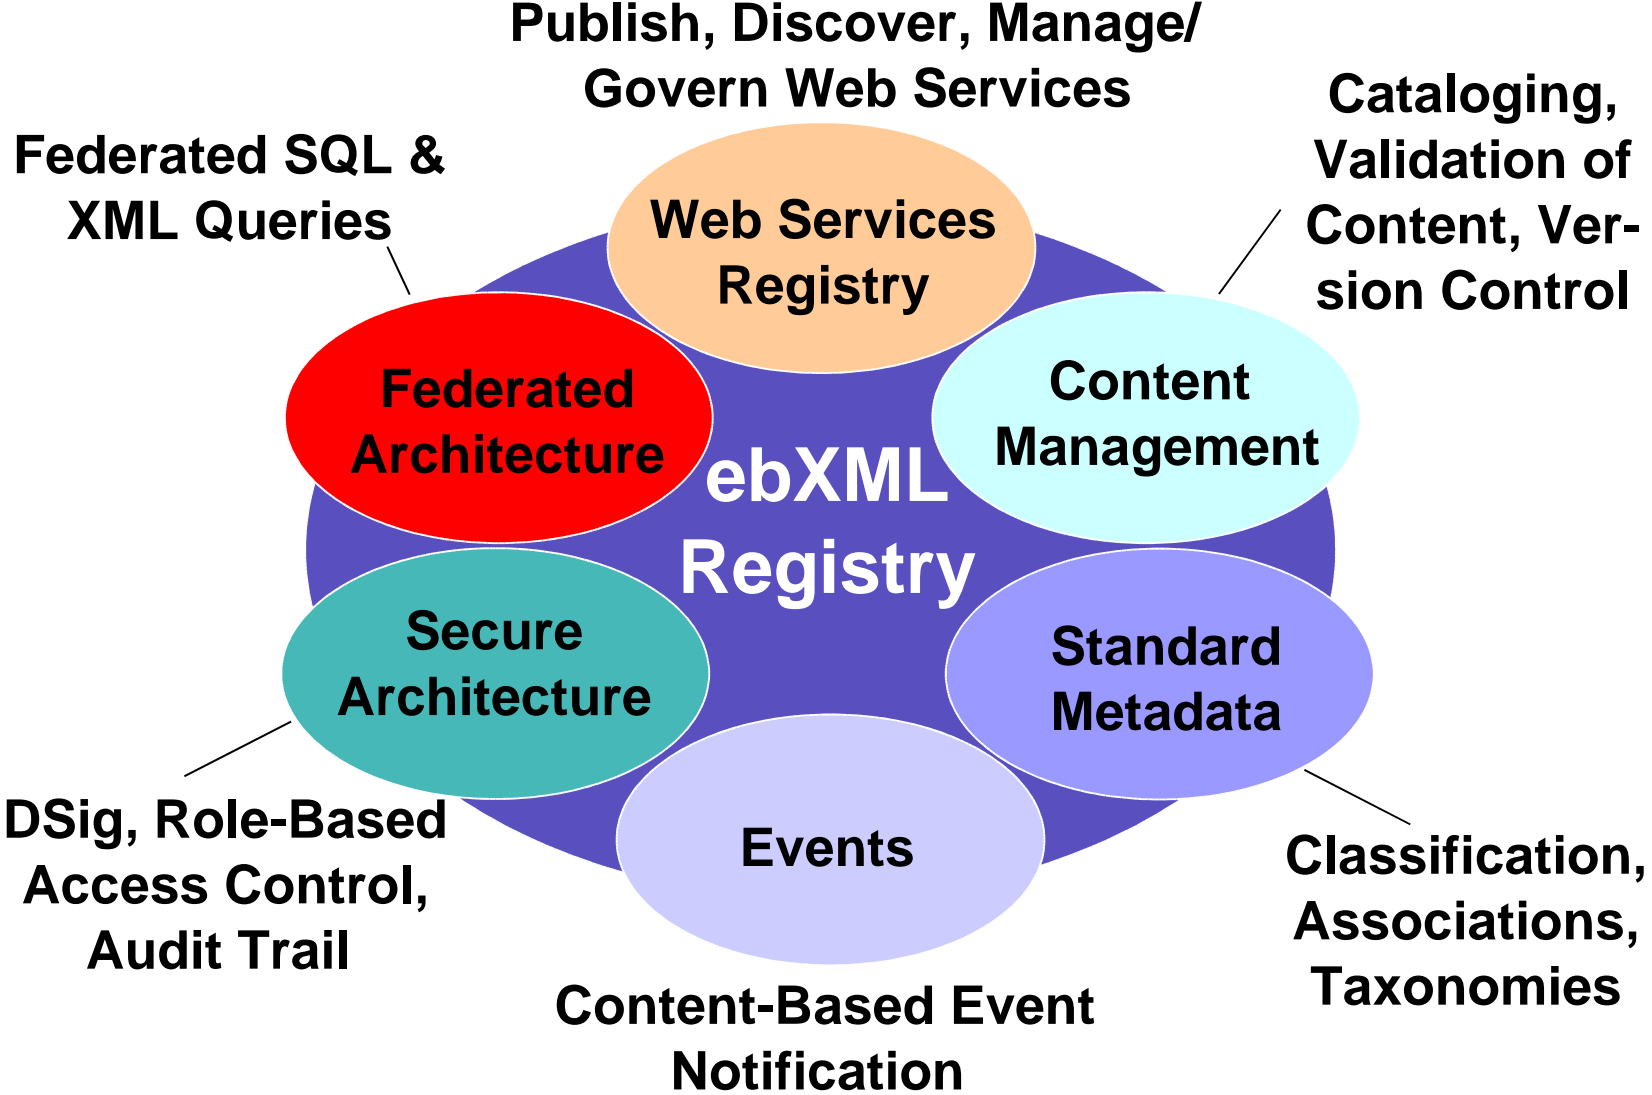 Publish, Discover, Manage/
Govern Web Services
Cataloging,
Validation of
Content, Ver-
sion Control
Federated SQL &
XML Queries
Web Services
Registry
Federated
Architecture
Content
Management
ebXML
Registry
Secure
Architecture
Standard
Metadata
Events
DSig, Role-Based
Access Control,
Audit Trail
Classification,
Associations,
Taxonomies
Content-Based Event
Notification